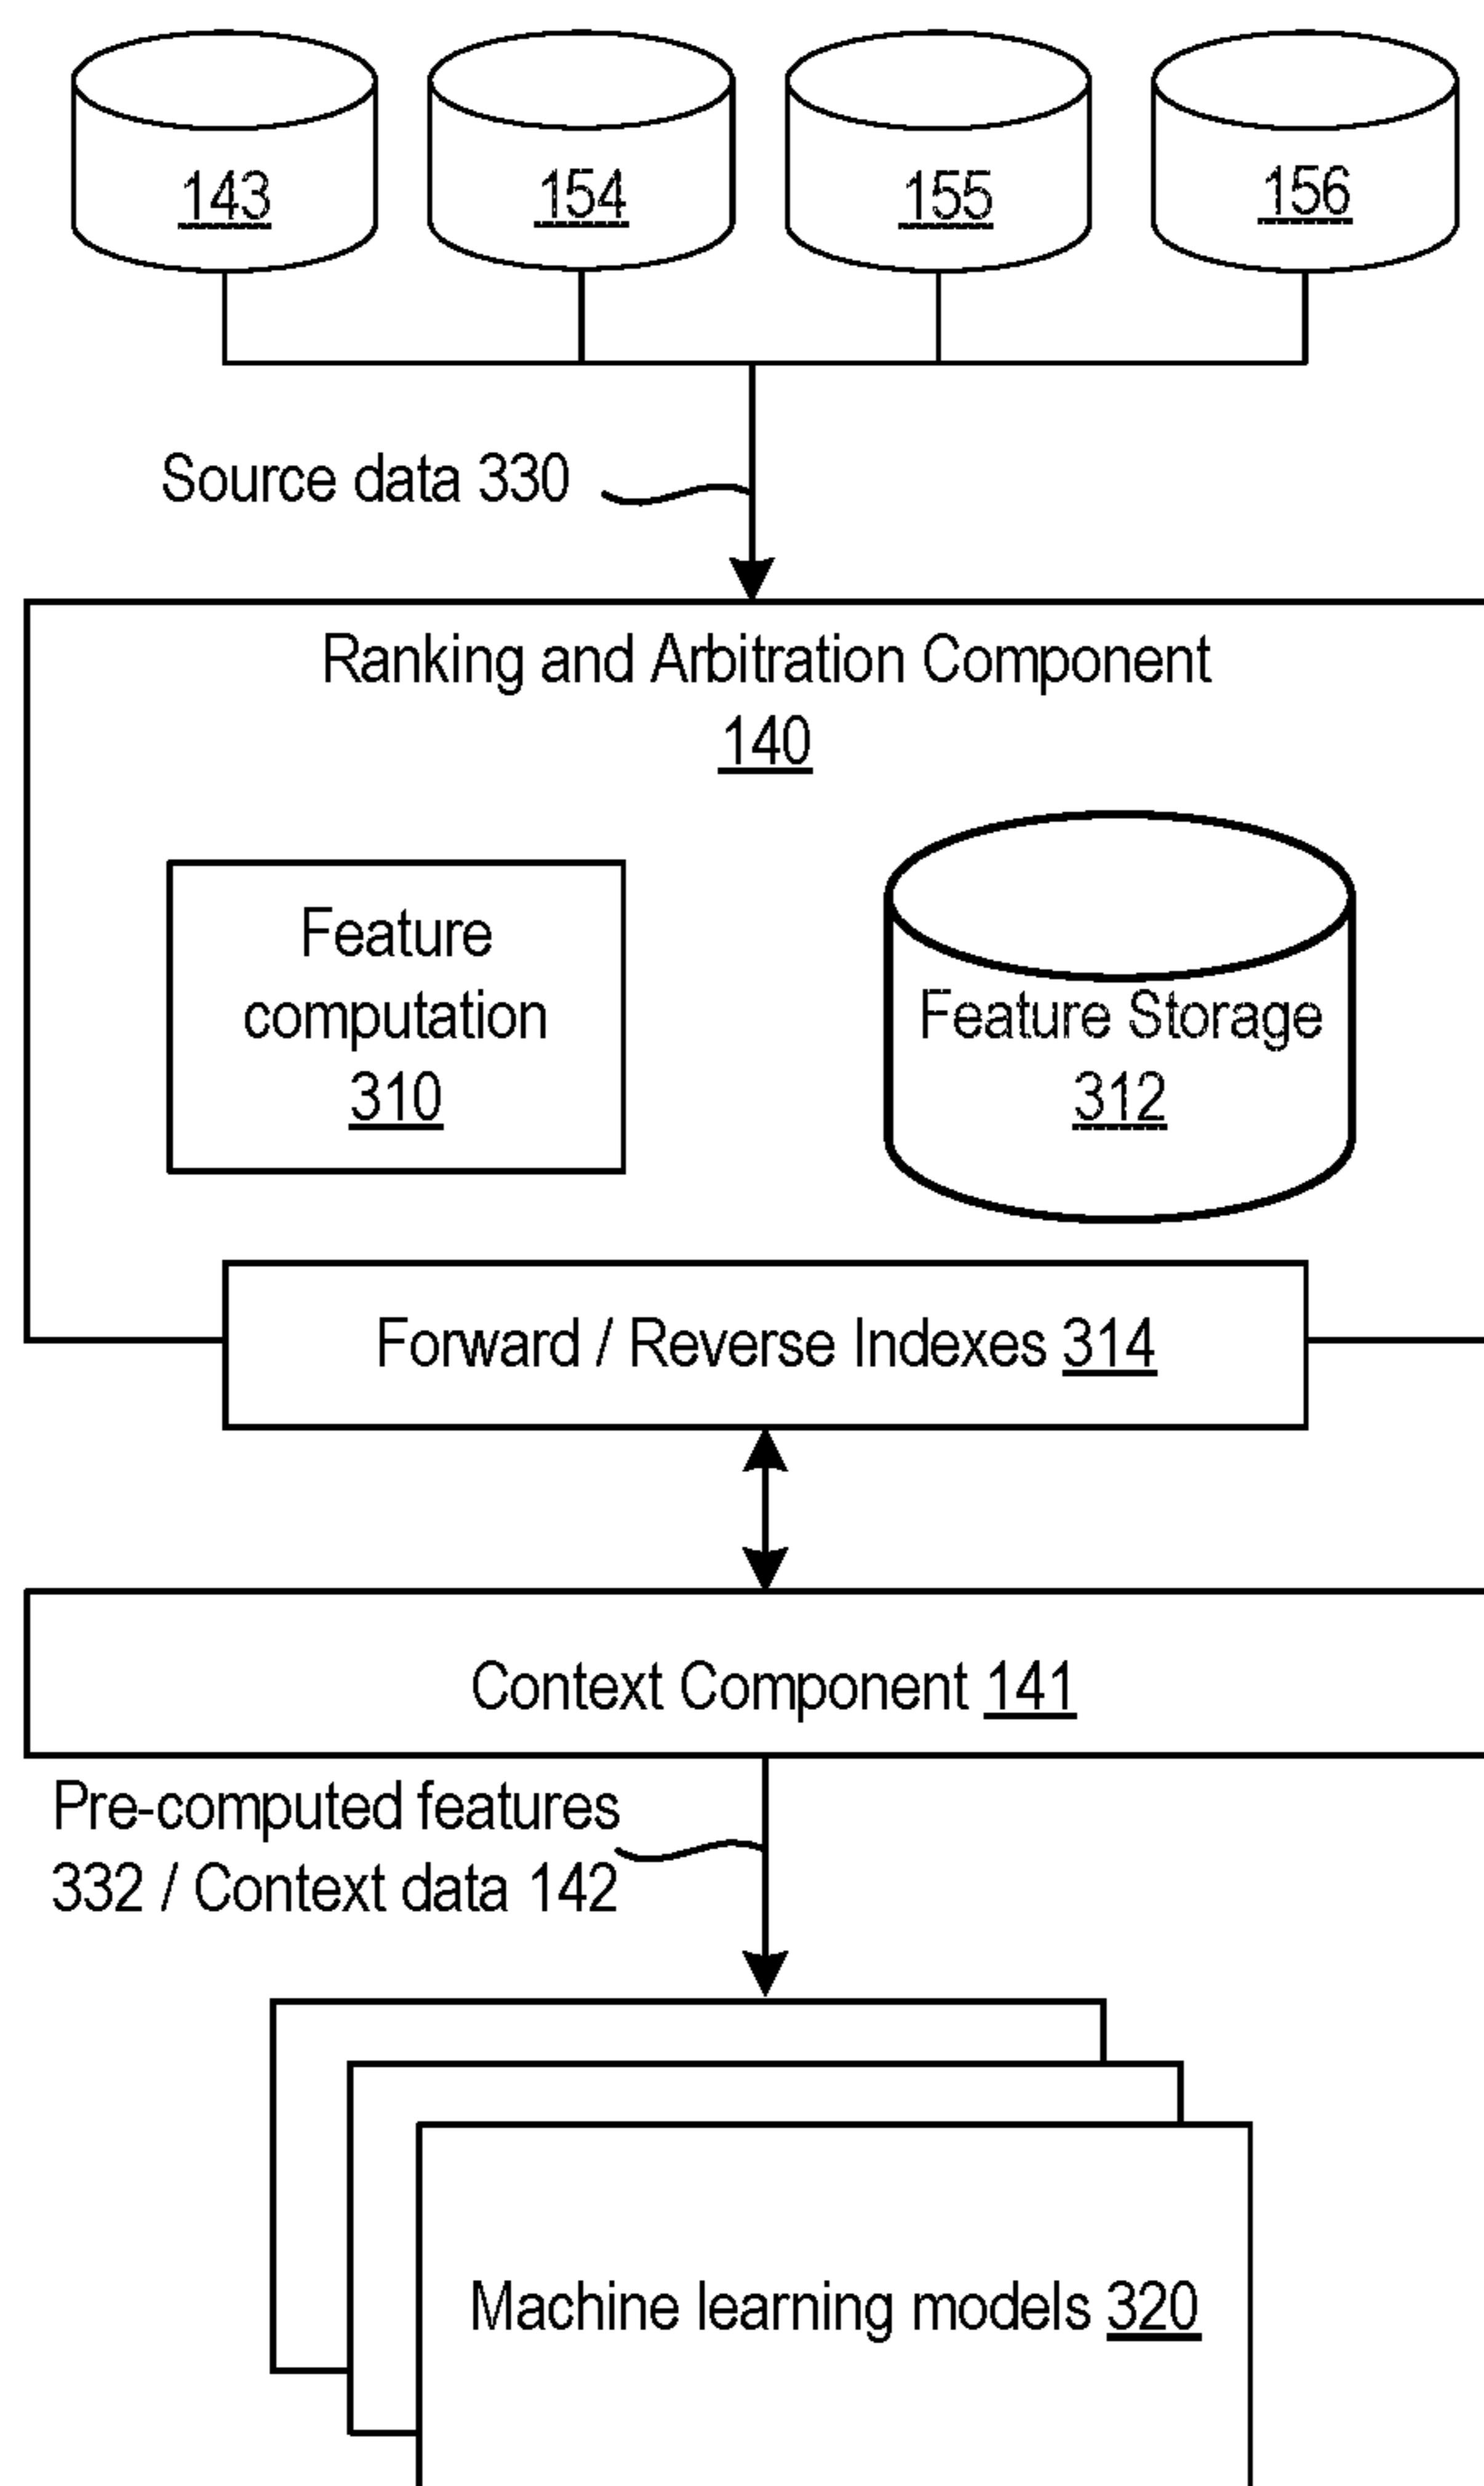 143 154 155 156
Source data 330
Ranking and Arbitration Component
140
Feature
computation
310
Feature Storage
312
Forward / Reverse Indexes 314
Context Component 141
Pre-computed features
332 / Context data 142
Machine learning models 320